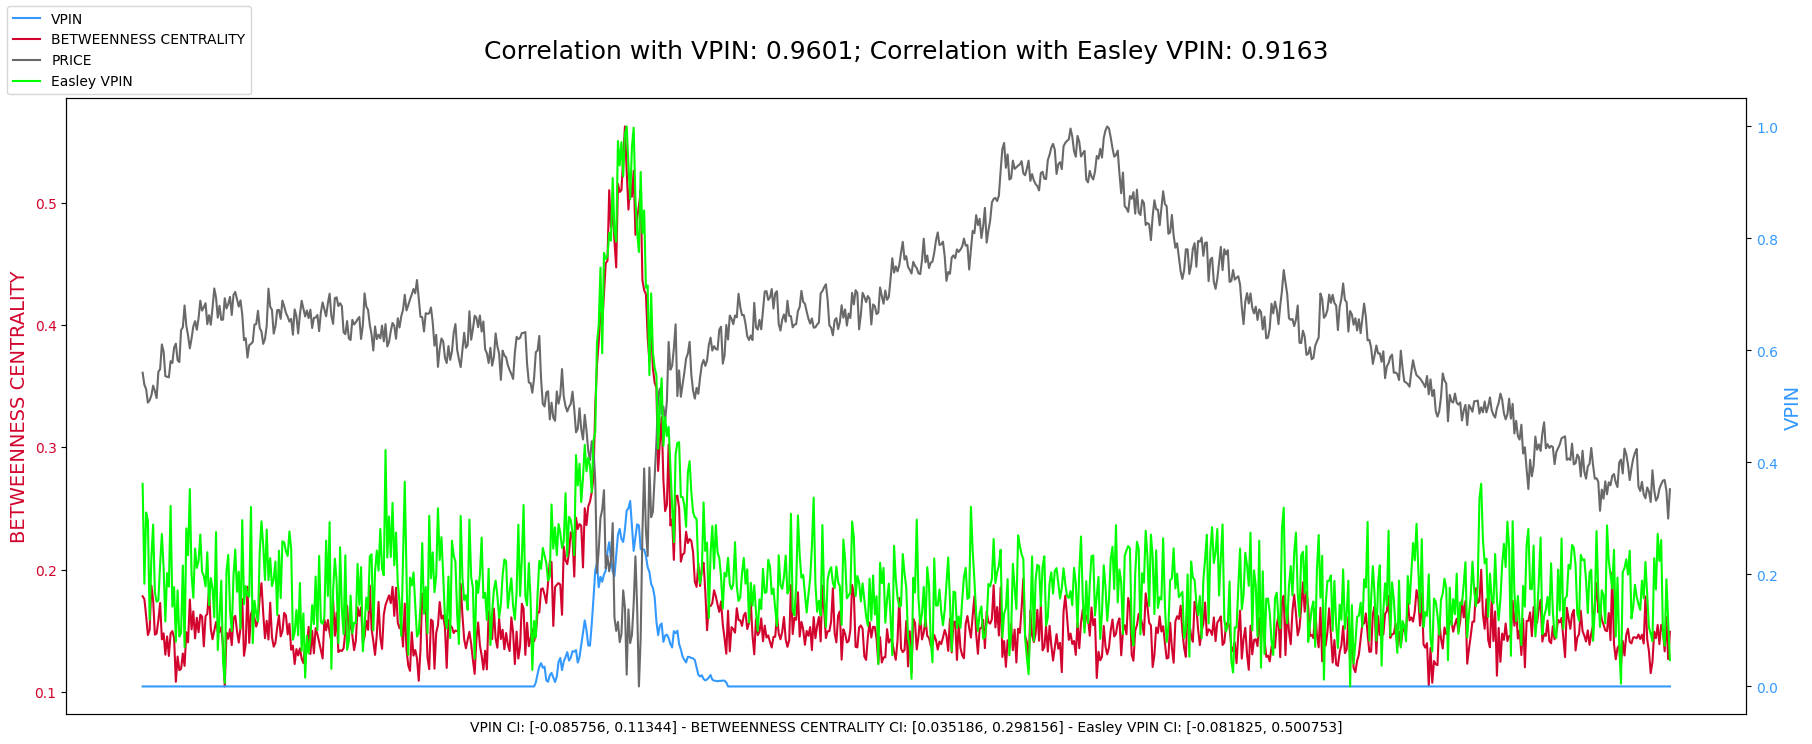 VPIN
BETWEENNESS CENTRALITY
PRICE
Easley VPIN
Correlation with VPIN: 0.9601; Correlation with Easley VPIN: 0.9163
BETWEENNESS CENTRALITY
0.5
0.4
0.3
0.2
0.1
1.0
0.8
0.6
0.4
0.2
0.0
VPIN
VPIN CI: [-0.085756, 0.11344] - BETWEENNESS CENTRALITY CI: [0.035186, 0.298156] - Easley VPIN CI: [-0.081825, 0.500753]